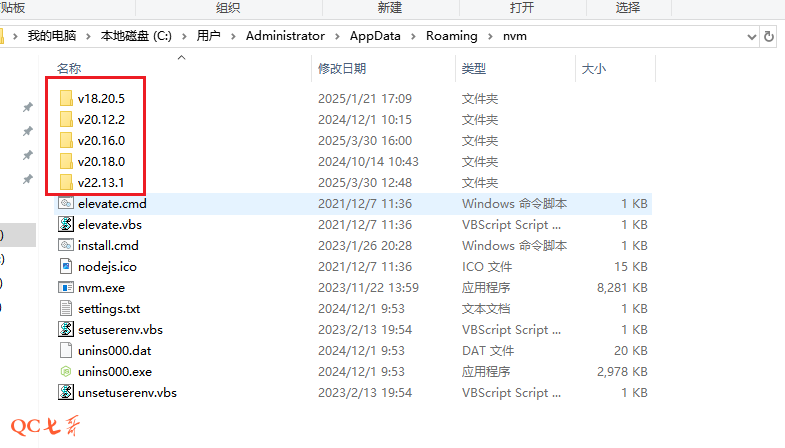 贴板 组织 新建 打开 选择
我的电脑 本地磁盘 (C:) 用户 Administrator AppData Roaming nvm
名称 修改日期 类型 大小
v18.20.5 2025/1/21 17:09 文件夹
v20.12.2 2024/12/1 10:15 文件夹
v20.16.0 2025/3/30 16:00 文件夹
v20.18.0 2024/10/14 10:43 文件夹
v22.13.1 2025/3/30 12:48 文件夹
elevate.cmd 2021/12/7 11:36 Windows 命令脚本 1 KB
elevate.vbs 2021/12/7 11:36 VBScript Script ... 1 KB
install.cmd 2023/1/26 20:28 Windows 命令脚本 1 KB
nodejs.ico 2021/12/7 11:36 ICO 文件 15 KB
nvm.exe 2023/11/22 13:59 应用程序 8,281 KB
settings.txt 2024/12/1 9:53 文本文档 1 KB
setuserenv.vbs 2023/2/13 19:54 VBScript Script ... 1 KB
unins000.dat 2024/12/1 9:53 DAT 文件 20 KB
unins000.exe 2024/12/1 9:53 应用程序 2,978 KB
unsetuserenv.vbs 2023/2/13 19:54 VBScript Script ... 1 KB
QC七哥